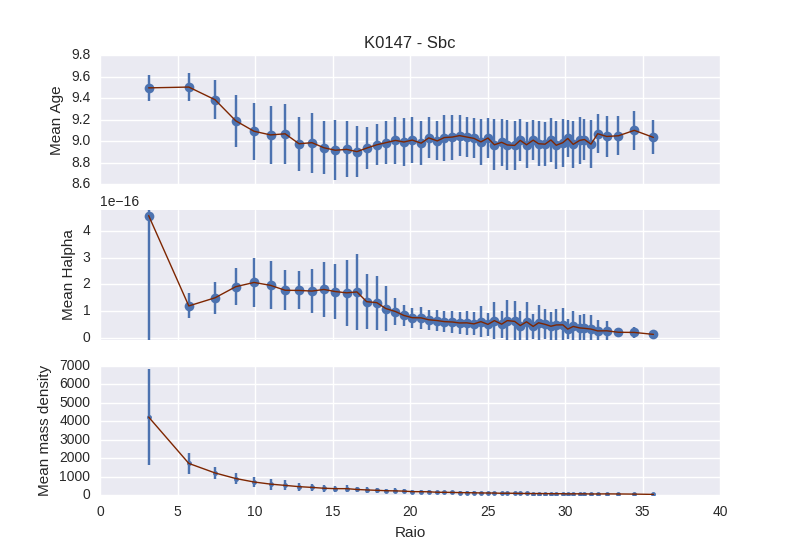 K0147 - Sbc
9.8
9.6
9.4
9.2
9.0
8.8
8.6
Mean Age
1e−16
4
3
2
1
0
Mean Halpha
7000
6000
5000
4000
3000
2000
1000
0
Mean mass density
0 5 10 15 20 25 30 35 40
Raio